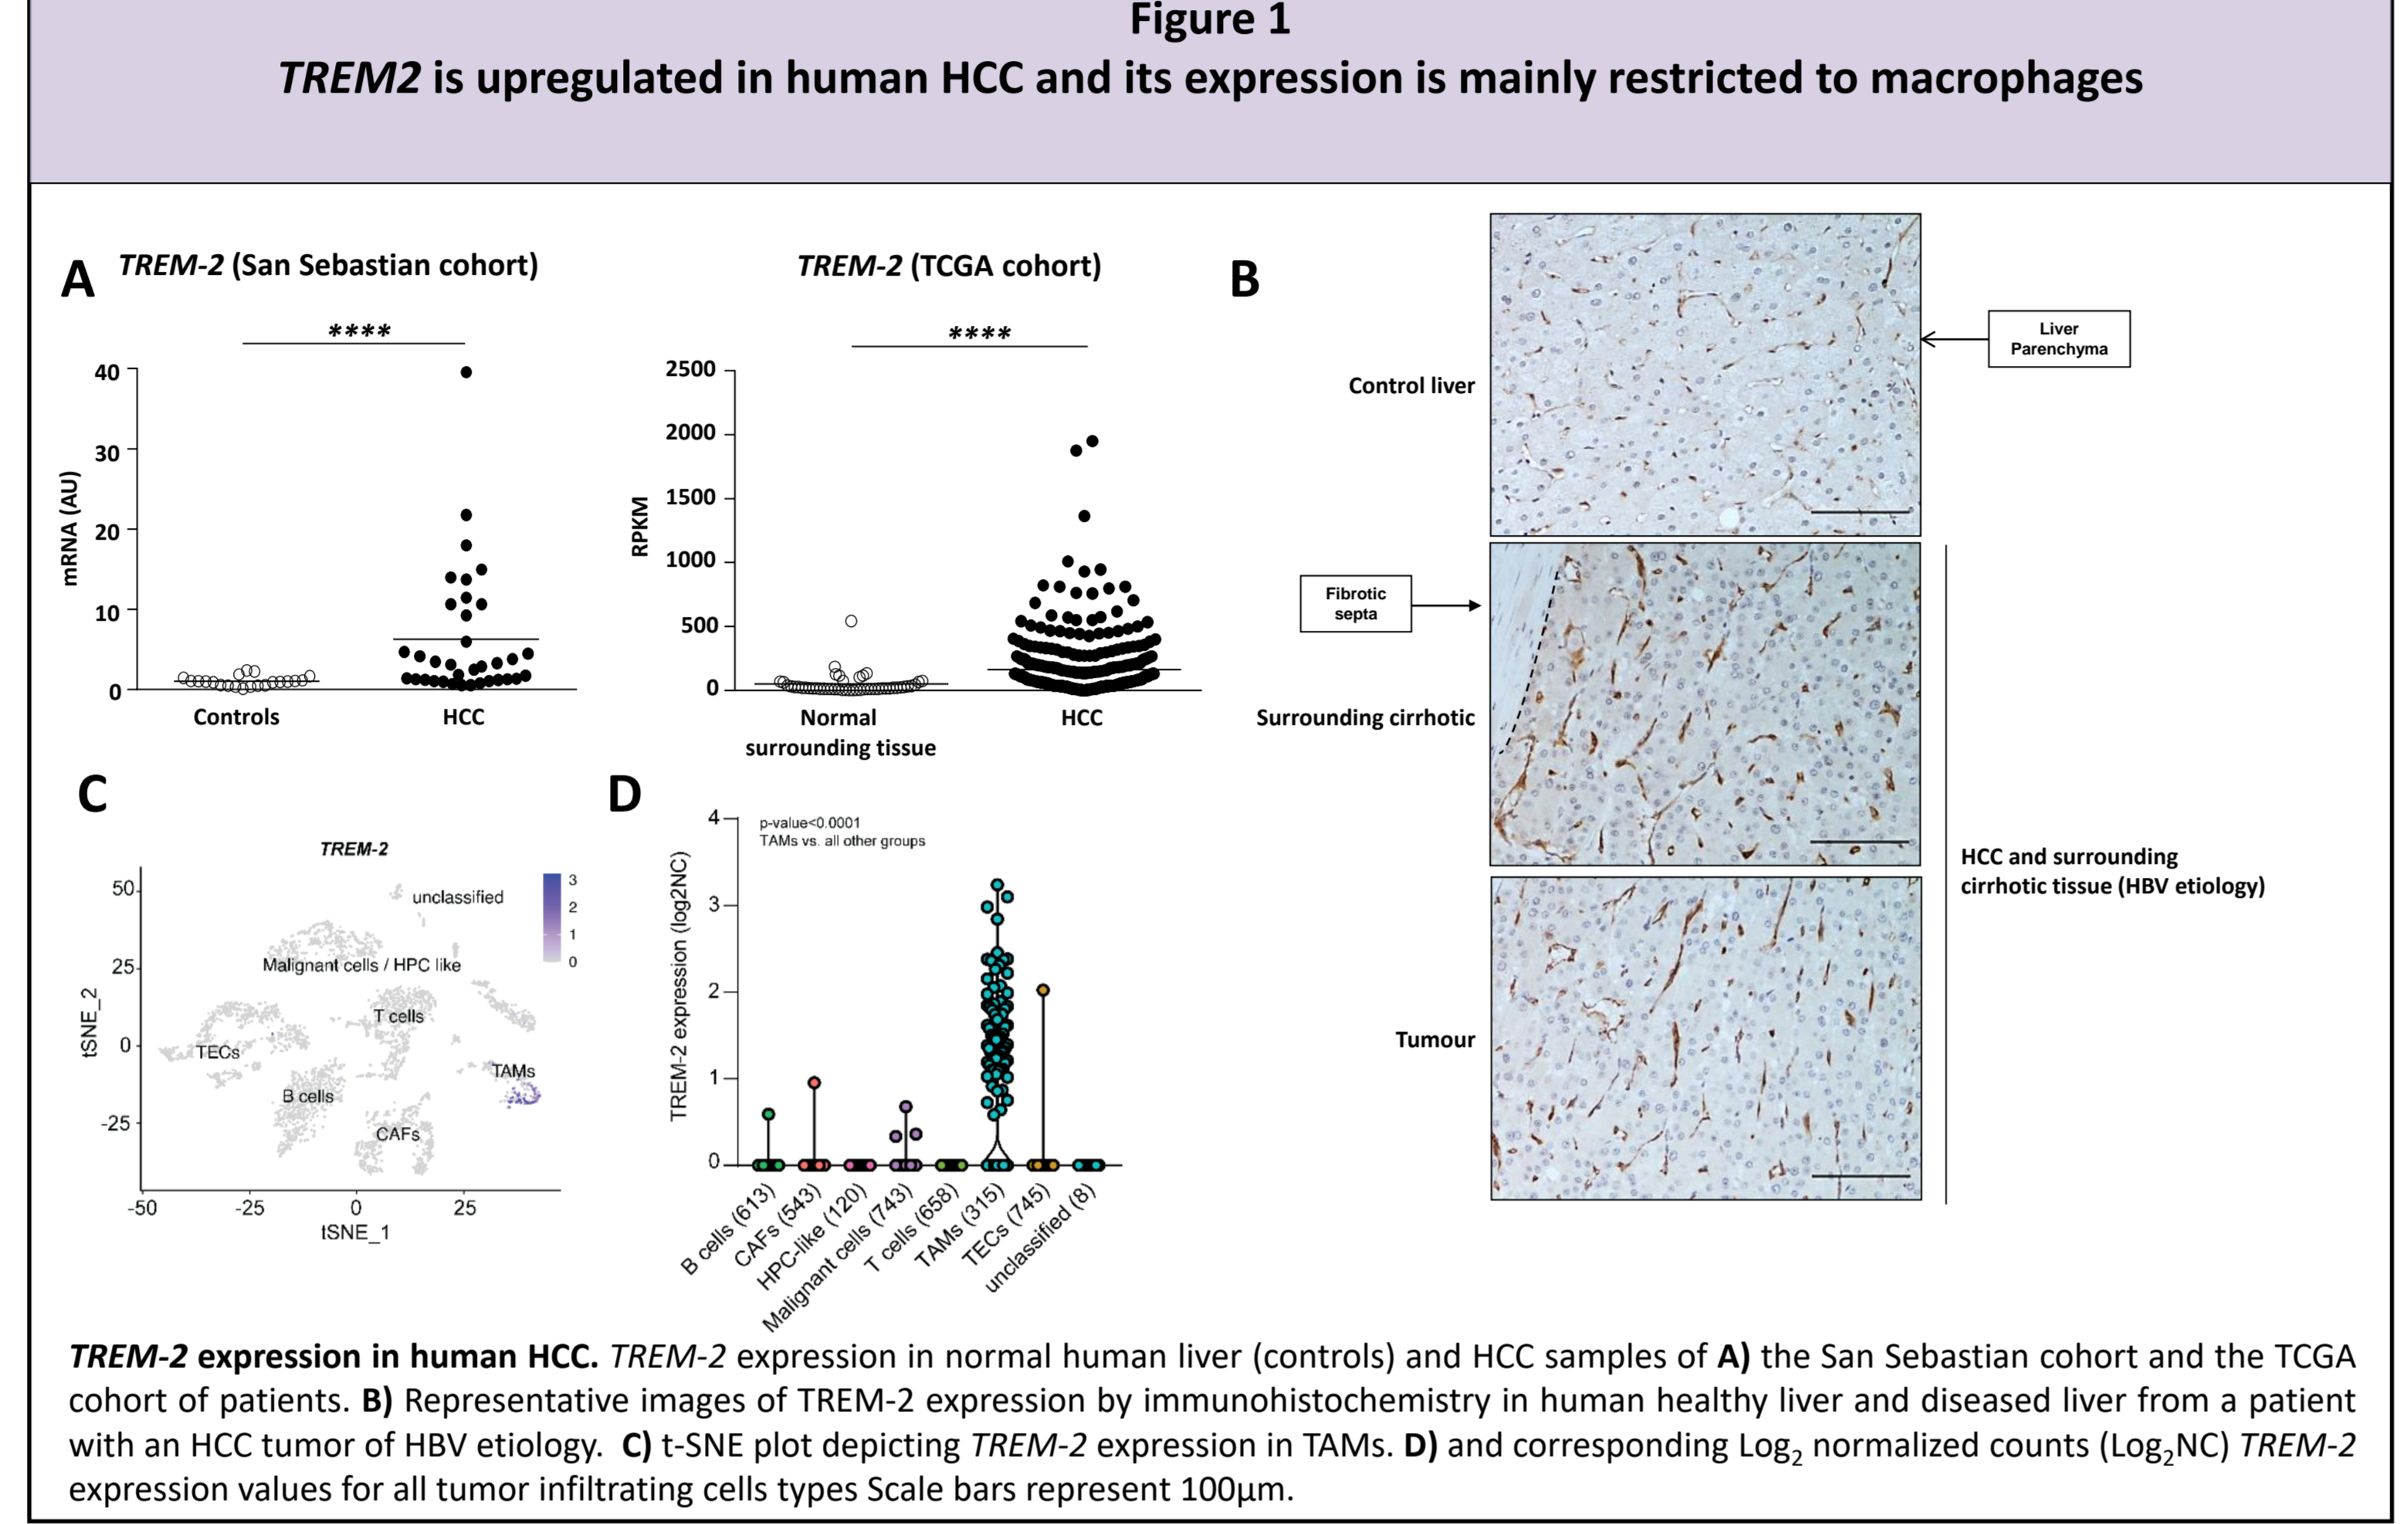 Figure 1
TREM2 is upregulated in human HCC and its expression is mainly restricted to macrophages
A
TREM-2 (San Sebastian cohort)
****
mRNA (AU)
40
30
20
10
0
Controls
HCC
TREM-2 (TCGA cohort)
****
RPKM
2500
2000
1500
1000
500
0
Normal
surrounding tissue
HCC
B
Control liver
Liver
Parenchyma
Fibrotic
septa
Surrounding cirrhotic
HCC and surrounding
cirrhotic tissue (HBV etiology)
Tumour
C
TREM-2
3
2
1
0
tSNE_2
50
25
0
-25
unclassified
Malignant cells / HPC like
T cells
TECs
TAMs
B cells
CAFs
-50
-25
0
25
tSNE_1
D
p-value<0.0001
TAMs vs. all other groups
TREM-2 expression (log2NC)
4
3
2
1
0
B cells (613)
CAFs (543)
HPC-like (120)
Malignant cells (743)
T cells (658)
TAMs (315)
TECs (745)
unclassified (8)
TREM-2 expression in human HCC. TREM-2 expression in normal human liver (controls) and HCC samples of A) the San Sebastian cohort and the TCGA
cohort of patients. B) Representative images of TREM-2 expression by immunohistochemistry in human healthy liver and diseased liver from a patient
with an HCC tumor of HBV etiology. C) t-SNE plot depicting TREM-2 expression in TAMs. D) and corresponding Log2 normalized counts (Log2NC) TREM-2
expression values for all tumor infiltrating cells types Scale bars represent 100µm.